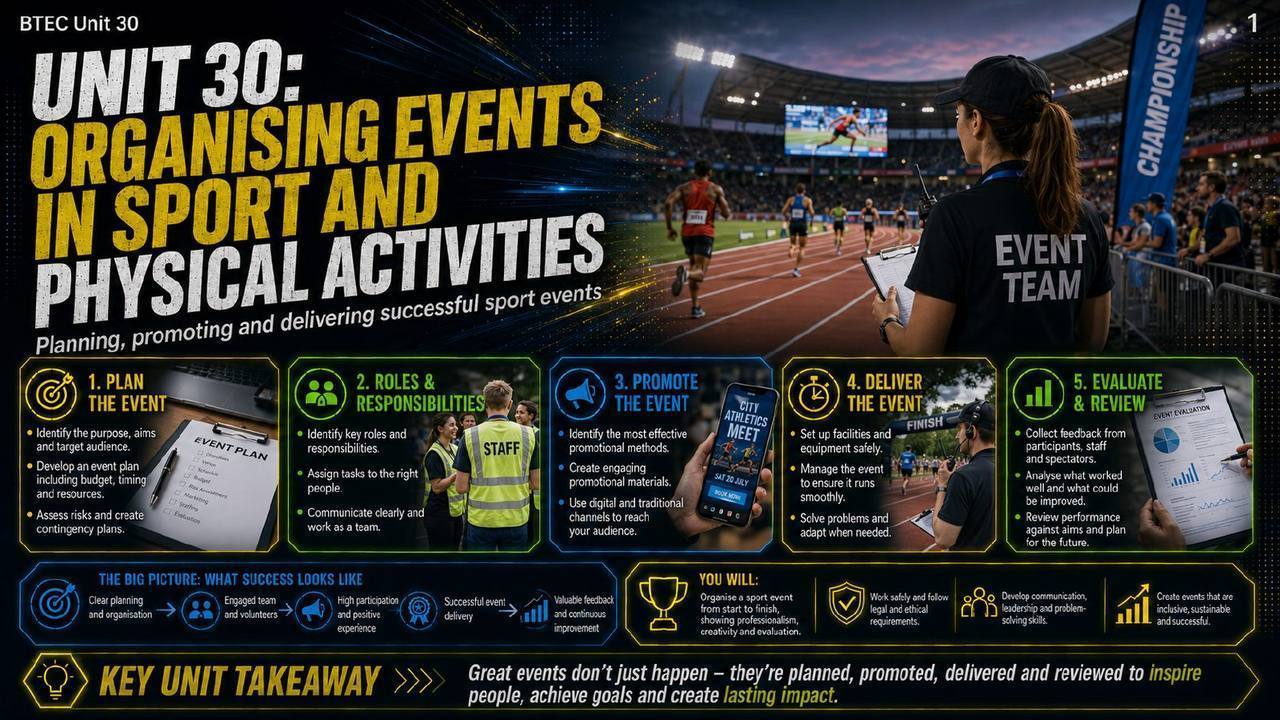 BTEC Unit 30
1
UNIT 30:
ORGANISING EVENTS
IN SPORT AND
PHYSICAL ACTIVITIES
Planning, promoting and delivering successful sport events
CHAMPIONSHIP
EVENT
TEAM
1. PLAN
THE EVENT
Identify the purpose, aims
and target audience.
Develop an event plan
including budget, timing
and resources.
Assess risks and create
contingency plans.
EVENT PLAN
Venue
Schedule
Budget
Risk Assessment
Marketing
Staffing
Evaluation
2. ROLES &
RESPONSIBILITIES
Identify key roles and
responsibilities.
Assign tasks to the right
people.
Communicate clearly and
work as a team.
STAFF
3. PROMOTE
THE EVENT
Identify the most effective
promotional methods.
Create engaging
promotional materials.
Use digital and traditional
channels to reach
your audience.
CITY
ATHLETICS
MEET
SAT 20 JULY
BOOK NOW
4. DELIVER
THE EVENT
Set up facilities and
equipment safely.
Manage the event
to ensure it runs
smoothly.
Solve problems and
adapt when needed.
FINISH
5. EVALUATE
& REVIEW
Collect feedback from
participants, staff
and spectators.
Analyse what worked
well and what could
be improved.
Review performance
against aims and plan
for the future.
EVENT EVALUATION
THE BIG PICTURE: WHAT SUCCESS LOOKS LIKE
Clear planning
and organisation
Engaged team
and volunteers
High participation
and positive
experience
Successful event
delivery
Valuable feedback
and continuous
improvement
YOU WILL:
Organise a sport event
from start to finish,
showing professionalism,
creativity and evaluation.
Work safely and follow
legal and ethical
requirements.
Develop communication,
leadership and problem-
solving skills.
Create events that are
inclusive, sustainable
and successful.
KEY UNIT TAKEAWAY
Great events don't just happen – they're planned, promoted, delivered and reviewed to inspire
people, achieve goals and create lasting impact.